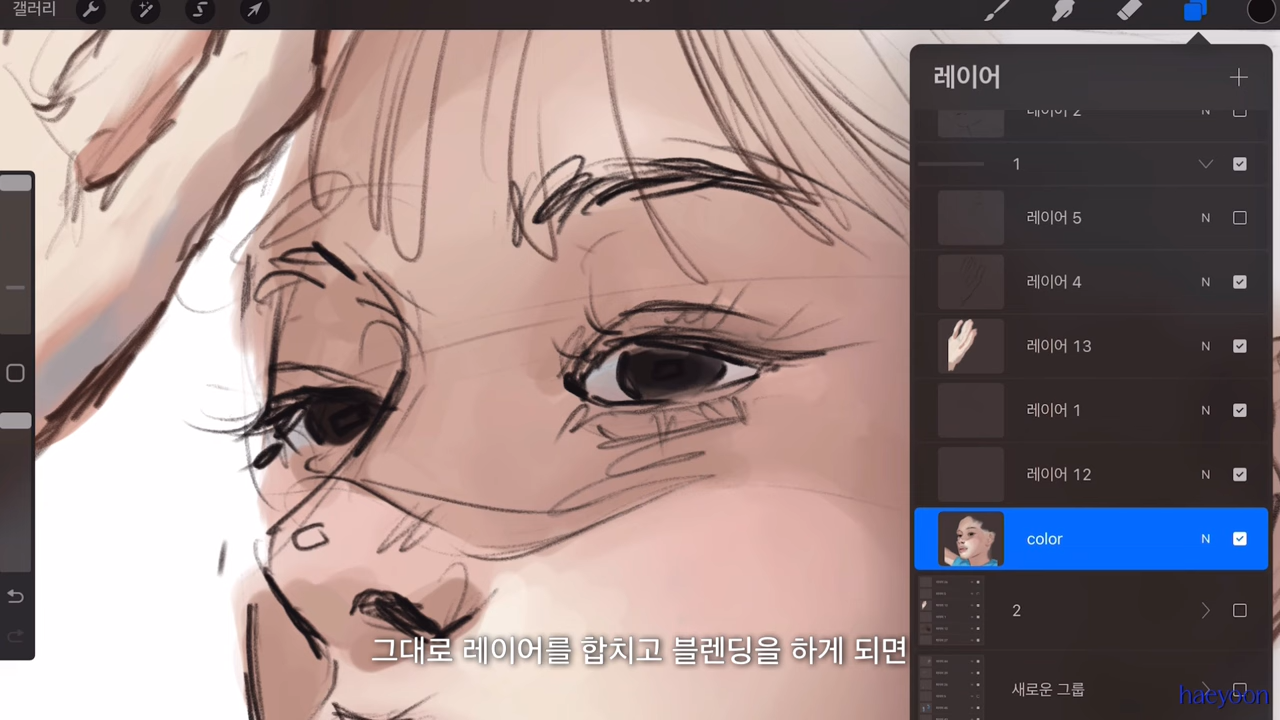 갤러리
레이어
레이어 2 N
1
레이어 5 N
레이어 4 N
레이어 13 N
레이어 1 N
레이어 12 N
color N
2
새로운 그룹
그대로 레이어를 합치고 블렌딩을 하게 되면
haeyoon